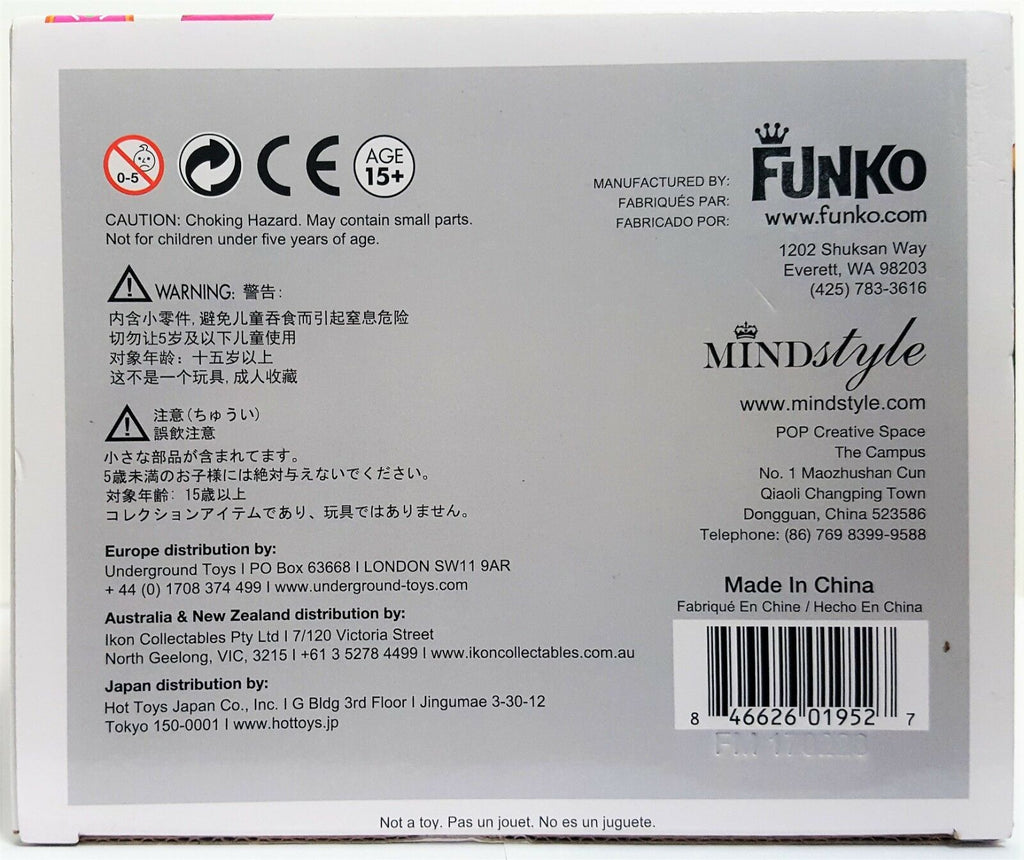 0-5
CE
AGE
15+
CAUTION: Choking Hazard. May contain small parts.
Not for children under five years of age.
WARNING: 警告:
内含小零件, 避免儿童吞食而引起窒息危险
切勿让5岁及以下儿童使用
对象年龄: 十五岁以上
这不是一个玩具, 成人收藏
注意(ちゅうい)
誤飲注意
小さな部品が含まれてます。
5歳未満のお子様には絶対与えないでください。
対象年齢: 15歳以上
コレクションアイテムであり、玩具ではありません。
Europe distribution by:
Underground Toys I PO Box 63668 I LONDON SW11 9AR
+ 44 (0) 1708 374 499 I www.underground-toys.com
Australia & New Zealand distribution by:
Ikon Collectables Pty Ltd I 7/120 Victoria Street
North Geelong, VIC, 3215 I +61 3 5278 4499 I www.ikoncollectables.com.au
Japan distribution by:
Hot Toys Japan Co., Inc. I G Bldg 3rd Floor I Jingumae 3-30-12
Tokyo 150-0001 I www.hottoys.jp
MANUFACTURED BY:
FABRIQUÉS PAR:
FABRICADO POR:
FUNKO
www.funko.com
1202 Shuksan Way
Everett, WA 98203
(425) 783-3616
MINDstyle
www.mindstyle.com
POP Creative Space
The Campus
No. 1 Maozhushan Cun
Qiaoli Changping Town
Dongguan, China 523586
Telephone: (86) 769 8399-9588
Made In China
Fabriqué En Chine / Hecho En China
8 46626 01952 7
Not a toy. Pas un jouet. No es un juguete.